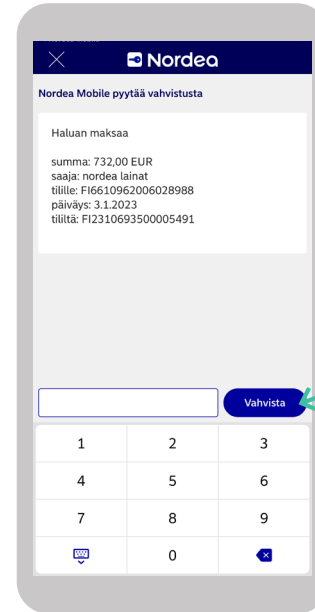 Nordea
Nordea Mobile pyytää vahvistusta
Haluan maksaa
summa: 732,00 EUR
saaja: nordea lainat
tilille: FI6610962006028988
päiväys: 3.1.2023
tililtä: FI2310693500005491
Vahvista
1 2 3
4 5 6
7 8 9
0